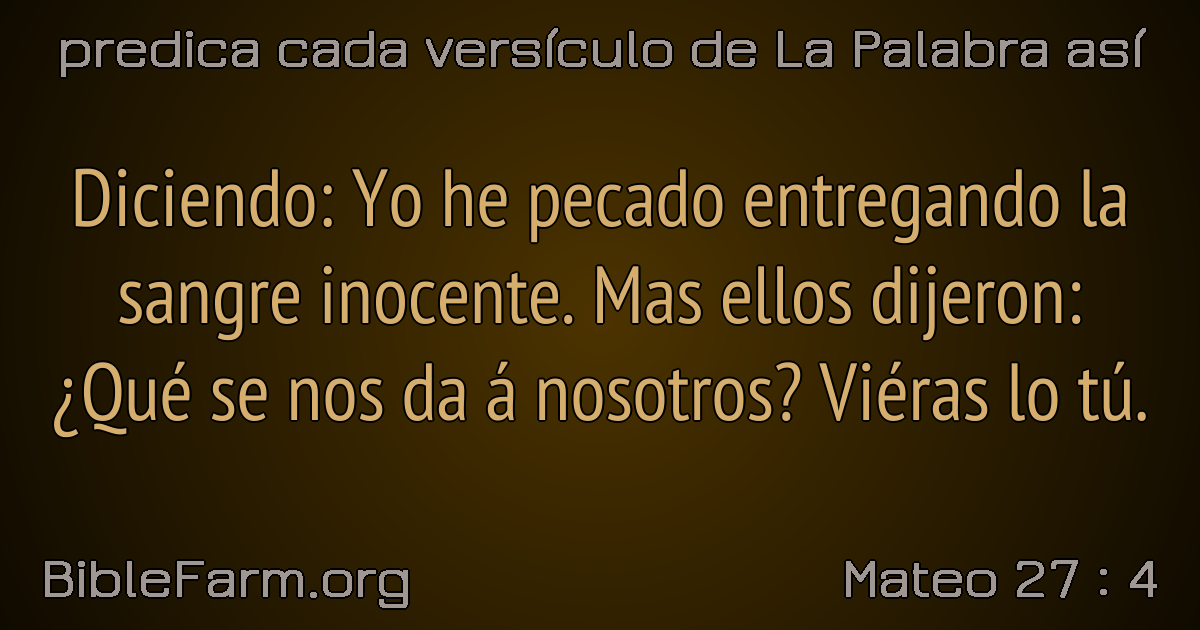 predica cada versículo de La Palabra así
Diciendo: Yo he pecado entregando la
sangre inocente. Mas ellos dijeron:
¿Qué se nos da á nosotros? Viéras lo tú.
BibleFarm.org
Mateo 27 : 4